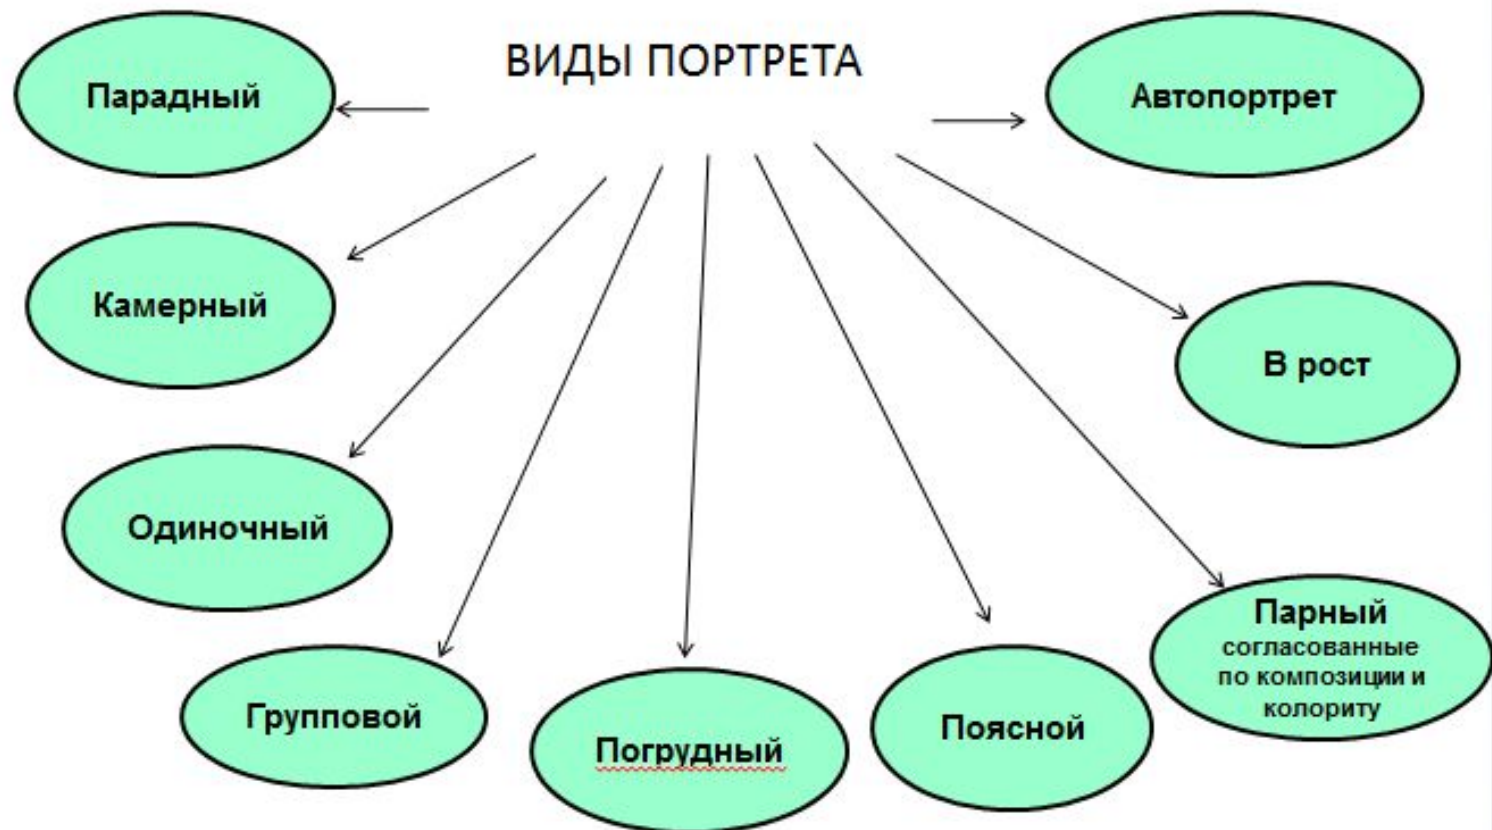 ВИДЫ ПОРТРЕТА
Парадный
Автопортрет
Камерный
В рост
Одиночный
Парный
согласованные
по композиции и
колориту
Групповой
Погрудный
Поясной